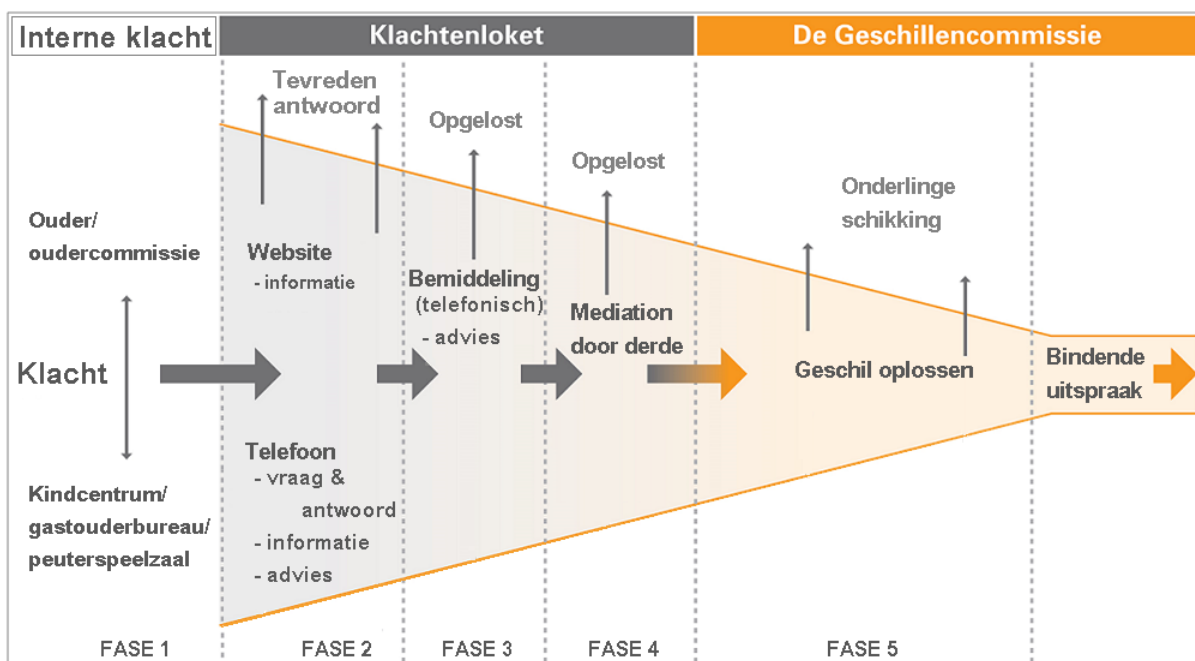 Interne klacht
Klachtenloket
De Geschillencommissie
Tevreden
antwoord
Opgelost
Opgelost
Onderlinge
schikking
Ouder/
oudercommissie
Klacht
Kindcentrum/
gastouderbureau/
peuterspeelzaal
Website
- informatie
Telefoon
- vraag &
antwoord
- informatie
- advies
Bemiddeling
(telefonisch)
- advies
Mediation
door derde
Geschil oplossen
Bindende
uitspraak
FASE 1
FASE 2
FASE 3
FASE 4
FASE 5